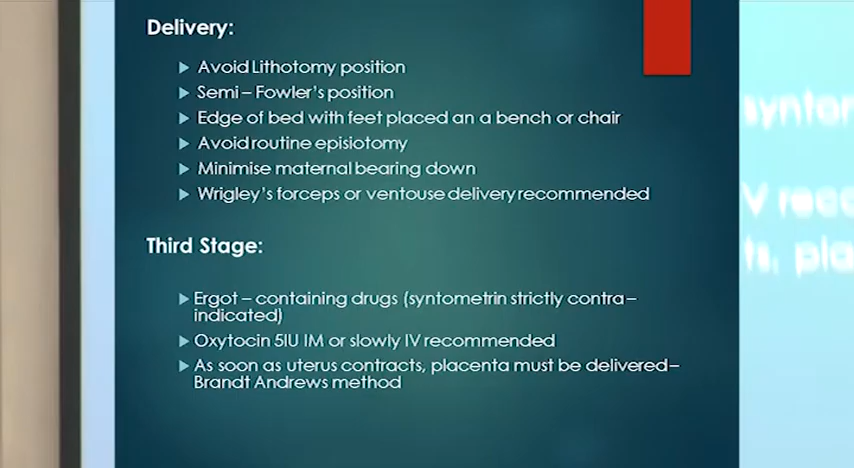 Delivery:
Avoid Lithotomy position
Semi – Fowler's position
Edge of bed with feet placed an a bench or chair
Avoid routine episiotomy
Minimise maternal bearing down
Wrigley's forceps or ventouse delivery recommended
Third Stage:
Ergot – containing drugs (syntometrin strictly contra –
indicated)
Oxytocin 5IU IM or slowly IV recommended
As soon as uterus contracts, placenta must be delivered –
Brandt Andrews method